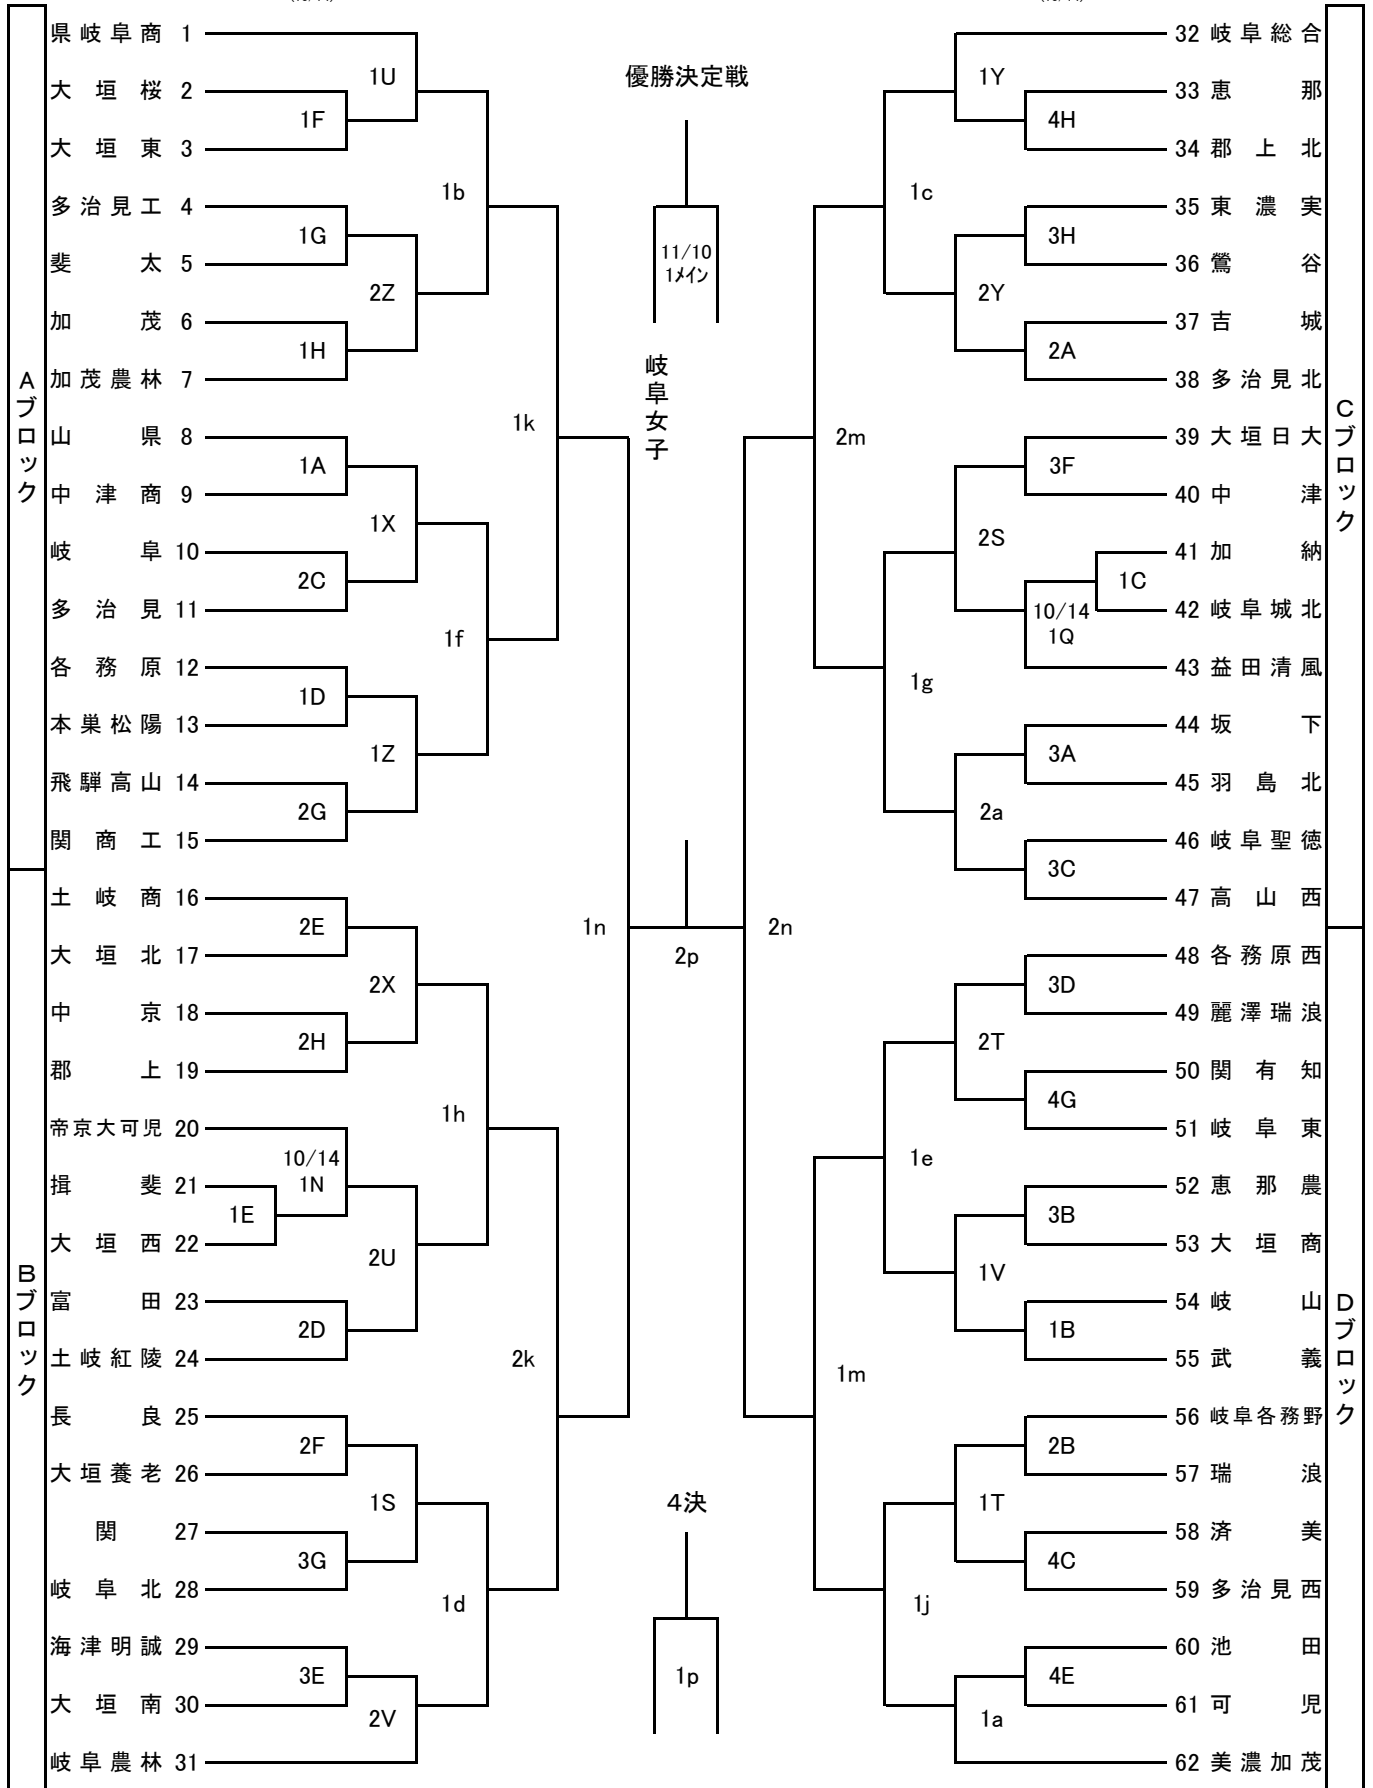 Aブロック
県岐阜商 1
大垣桜 2
大垣東 3
多治見工 4
斐太 5
加茂 6
加茂農林 7
山県 8
中津商 9
岐阜 10
多治見 11
各務原 12
本巣松陽 13
飛騨高山 14
関商工 15
Bブロック
土岐商 16
大垣北 17
中京 18
郡上 19
帝京大可児 20
揖斐 21
大垣西 22
富田 23
土岐紅陵 24
長良 25
大垣養老 26
関 27
岐阜北 28
海津明誠 29
大垣南 30
岐阜農林 31
1F
1G
1H
1A
2C
1D
2G
2E
2H
10/14
1N
1E
2D
2F
3G
3E
1U
2Z
1X
1Z
2X
2U
1S
2V
1b
1f
1h
1d
1k
2k
1n
優勝決定戦
11/10
1メイン
岐阜女子
2p
4決
1p
2n
2m
1m
1c
1g
1e
1j
1Y
2Y
2S
2a
2T
1V
1T
1a
4H
3H
2A
3F
1C
10/14
1Q
3A
3C
3D
4G
3B
1B
2B
4C
4E
Cブロック
32 岐阜総合
33 恵那
34 郡上北
35 東濃実
36 鶯谷
37 吉城
38 多治見北
39 大垣日大
40 中津
41 加納
42 岐阜城北
43 益田清風
44 坂下
45 羽島北
46 岐阜聖徳
47 高山西
Dブロック
48 各務原西
49 麗澤瑞浪
50 関有知
51 岐阜東
52 恵那農
53 大垣商
54 岐山
55 武義
56 岐阜各務野
57 瑞浪
58 済美
59 多治見西
60 池田
61 可児
62 美濃加茂